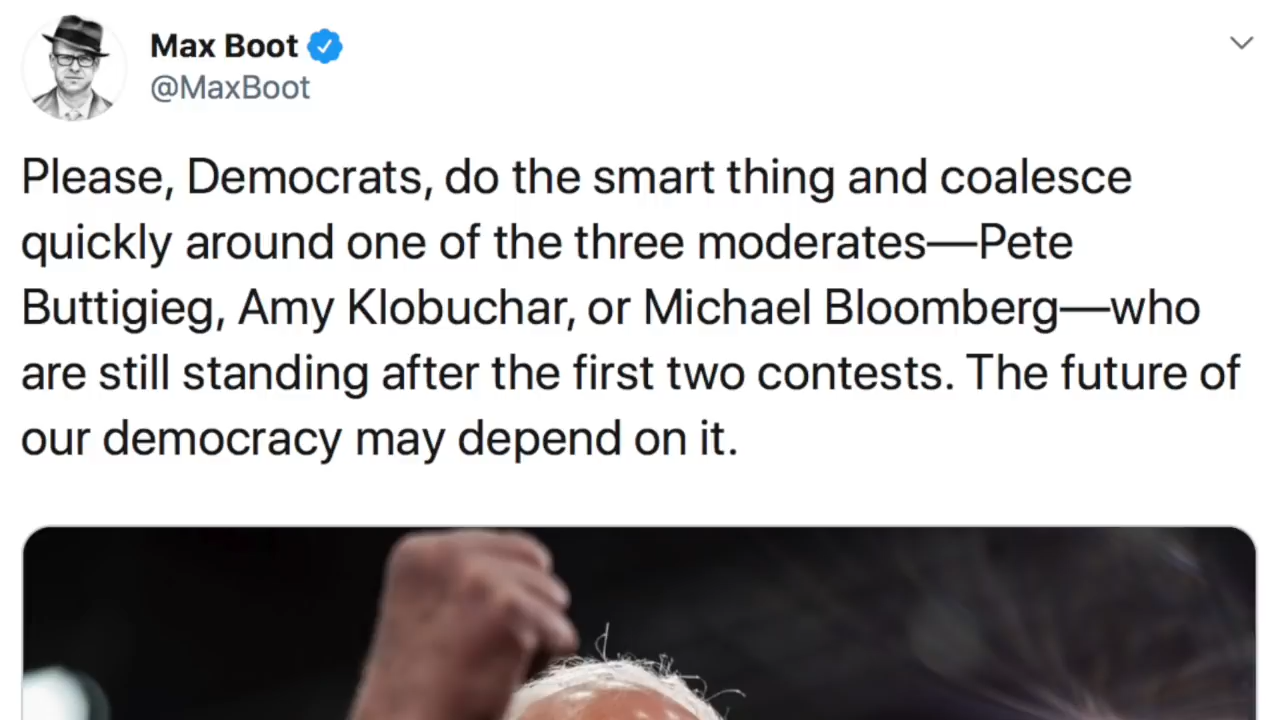 Max Boot
@MaxBoot
Please, Democrats, do the smart thing and coalesce
quickly around one of the three moderates—Pete
Buttigieg, Amy Klobuchar, or Michael Bloomberg—who
are still standing after the first two contests. The future of
our democracy may depend on it.